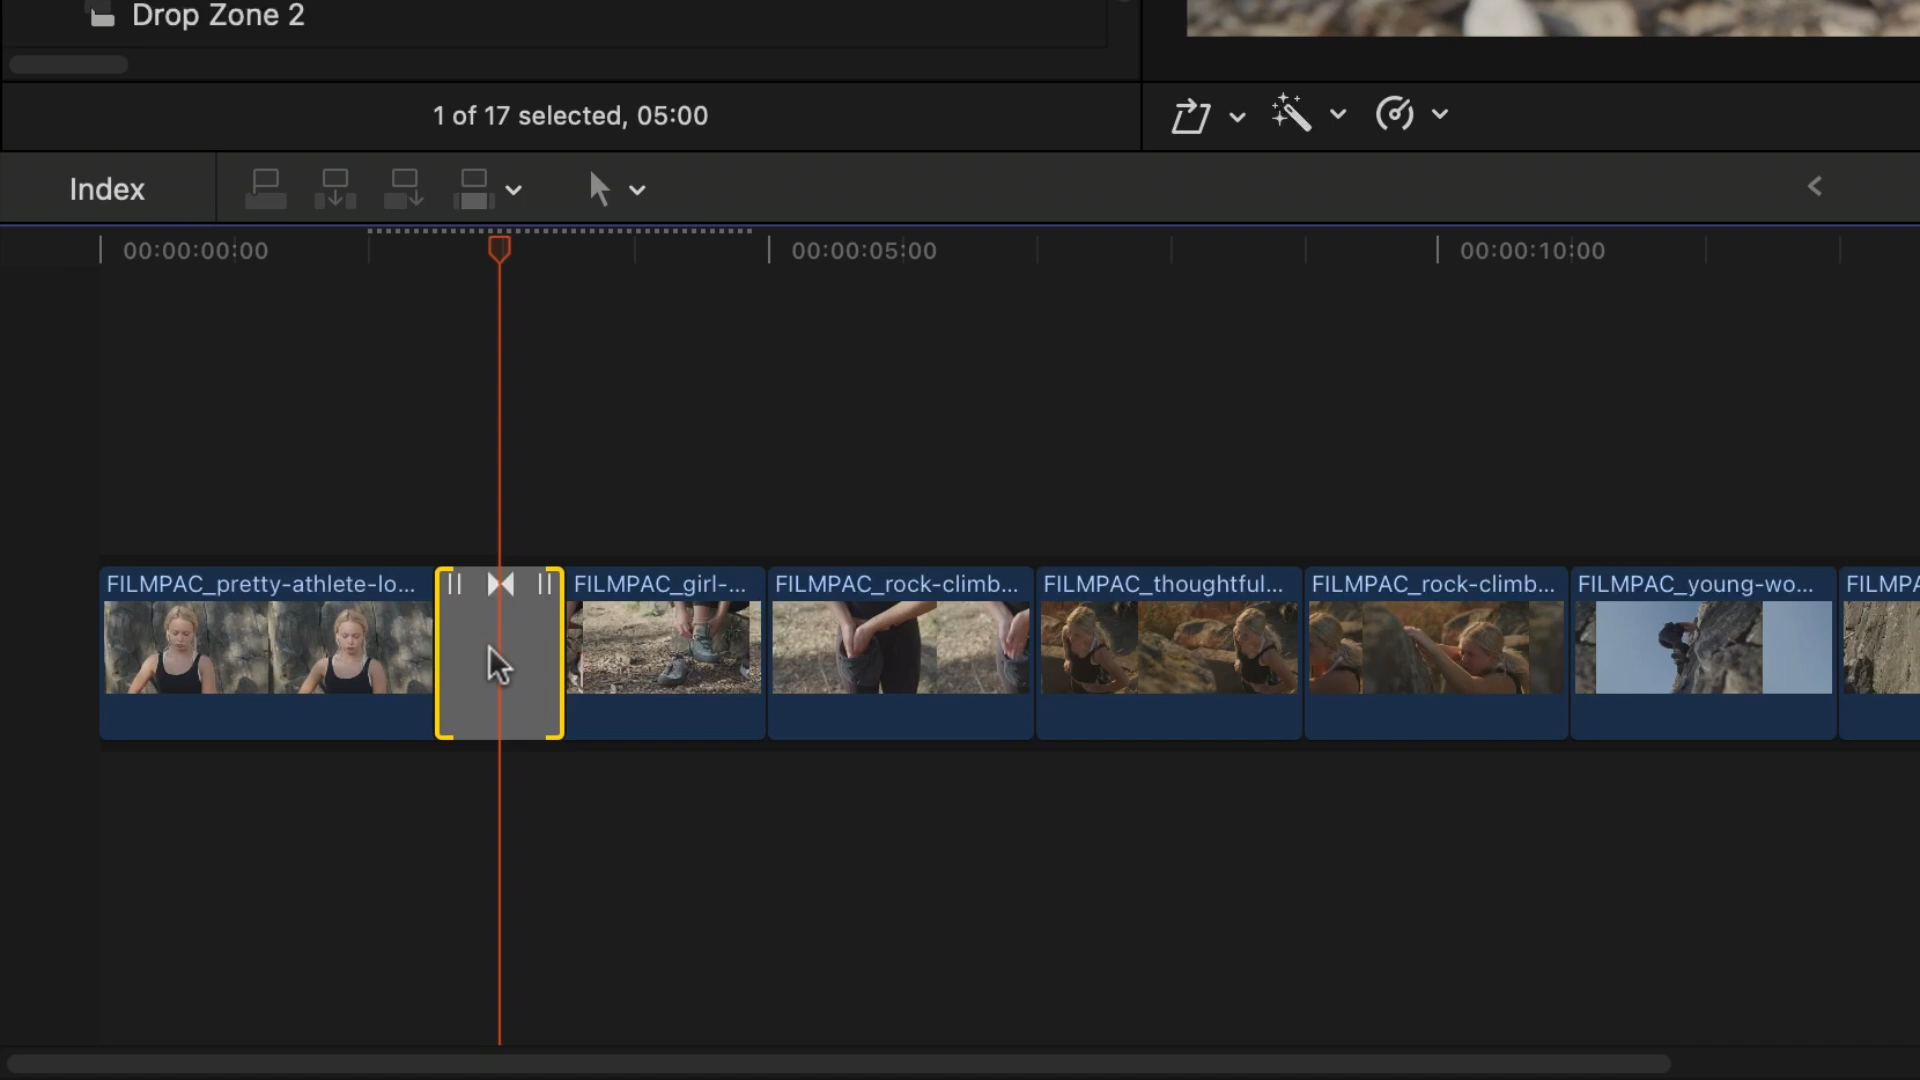 Drop Zone 2
1 of 17 selected, 05:00
Index
00:00:00:00 00:00:05:00 00:00:10:00
FILMPAC_pretty-athlete-lo... FILMPAC_girl-... FILMPAC_rock-climb... FILMPAC_thoughtful... FILMPAC_rock-climb... FILMPAC_young-wo... FILMPA